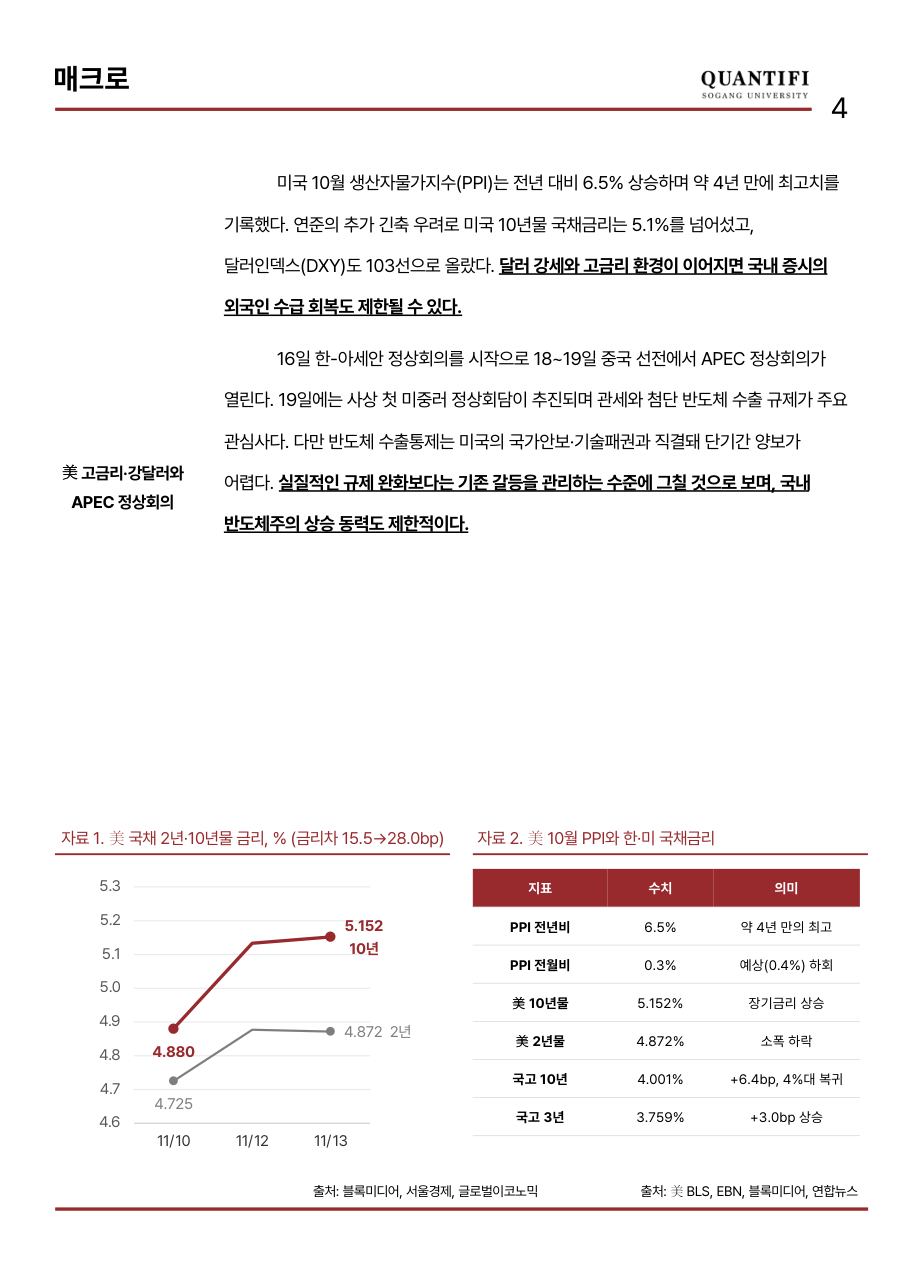 매크로
QUANTIFI
SOGANG UNIVERSITY
4
미국 10월 생산자물가지수(PPI)는 전년 대비 6.5% 상승하며 약 4년 만에 최고치를
기록했다. 연준의 추가 긴축 우려로 미국 10년물 국채금리는 5.1%를 넘어섰고,
달러인덱스(DXY)도 103선으로 올랐다. 달러 강세와 고금리 환경이 이어지면 국내 증시의
외국인 수급 회복도 제한될 수 있다.
16일 한-아세안 정상회의를 시작으로 18~19일 중국 선전에서 APEC 정상회의가
열린다. 19일에는 사상 첫 미중러 정상회담이 추진되며 관세와 첨단 반도체 수출 규제가 주요
관심사다. 다만 반도체 수출통제는 미국의 국가안보·기술패권과 직결돼 단기간 양보가
어렵다. 실질적인 규제 완화보다는 기존 갈등을 관리하는 수준에 그칠 것으로 보며, 국내
반도체주의 상승 동력도 제한적이다.
美 고금리·강달러와
APEC 정상회의
자료 1. 美 국채 2년·10년물 금리, % (금리차 15.5→28.0bp)
5.3
5.2
5.1
5.0
4.9
4.8
4.7
4.6
5.152
10년
4.880
4.872 2년
4.725
11/10 11/12 11/13
출처: 블록미디어, 서울경제, 글로벌이코노믹
자료 2. 美 10월 PPI와 한·미 국채금리
지표 수치 의미
PPI 전년비 6.5% 약 4년 만의 최고
PPI 전월비 0.3% 예상(0.4%) 하회
美 10년물 5.152% 장기금리 상승
美 2년물 4.872% 소폭 하락
국고 10년 4.001% +6.4bp, 4%대 복귀
국고 3년 3.759% +3.0bp 상승
출처: 美 BLS, EBN, 블록미디어, 연합뉴스